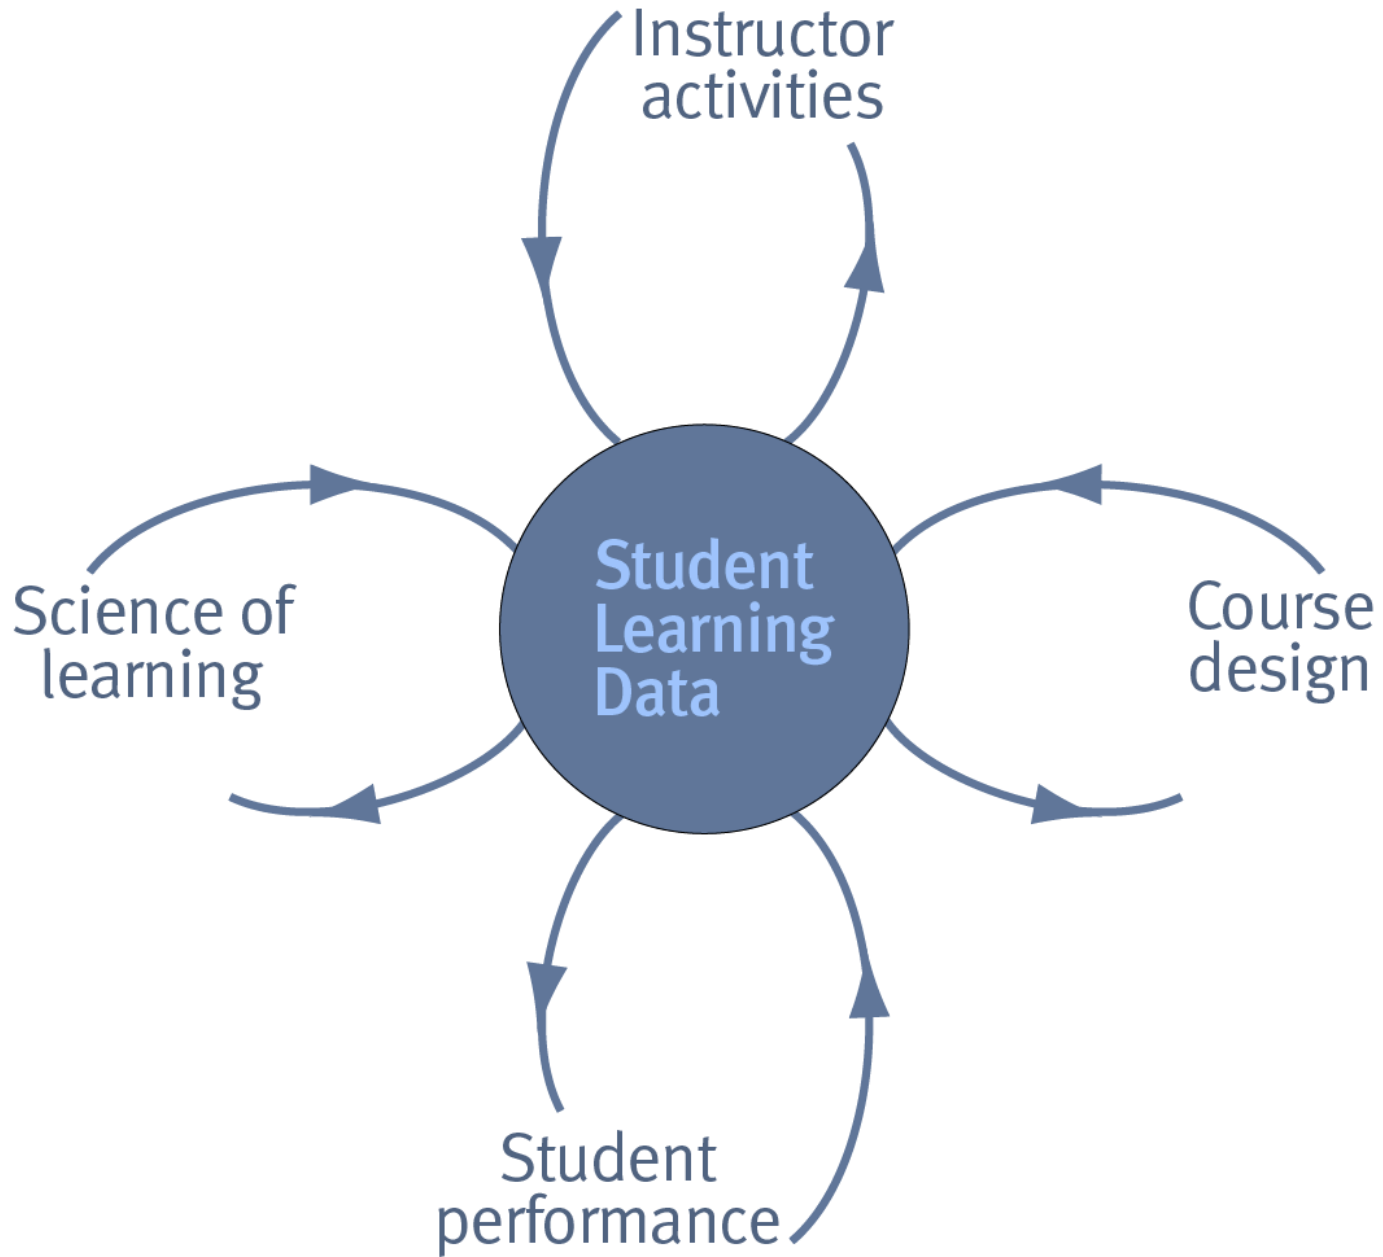 Instructor
activities
Science of
learning
Student
Learning
Data
Course
design
Student
performance